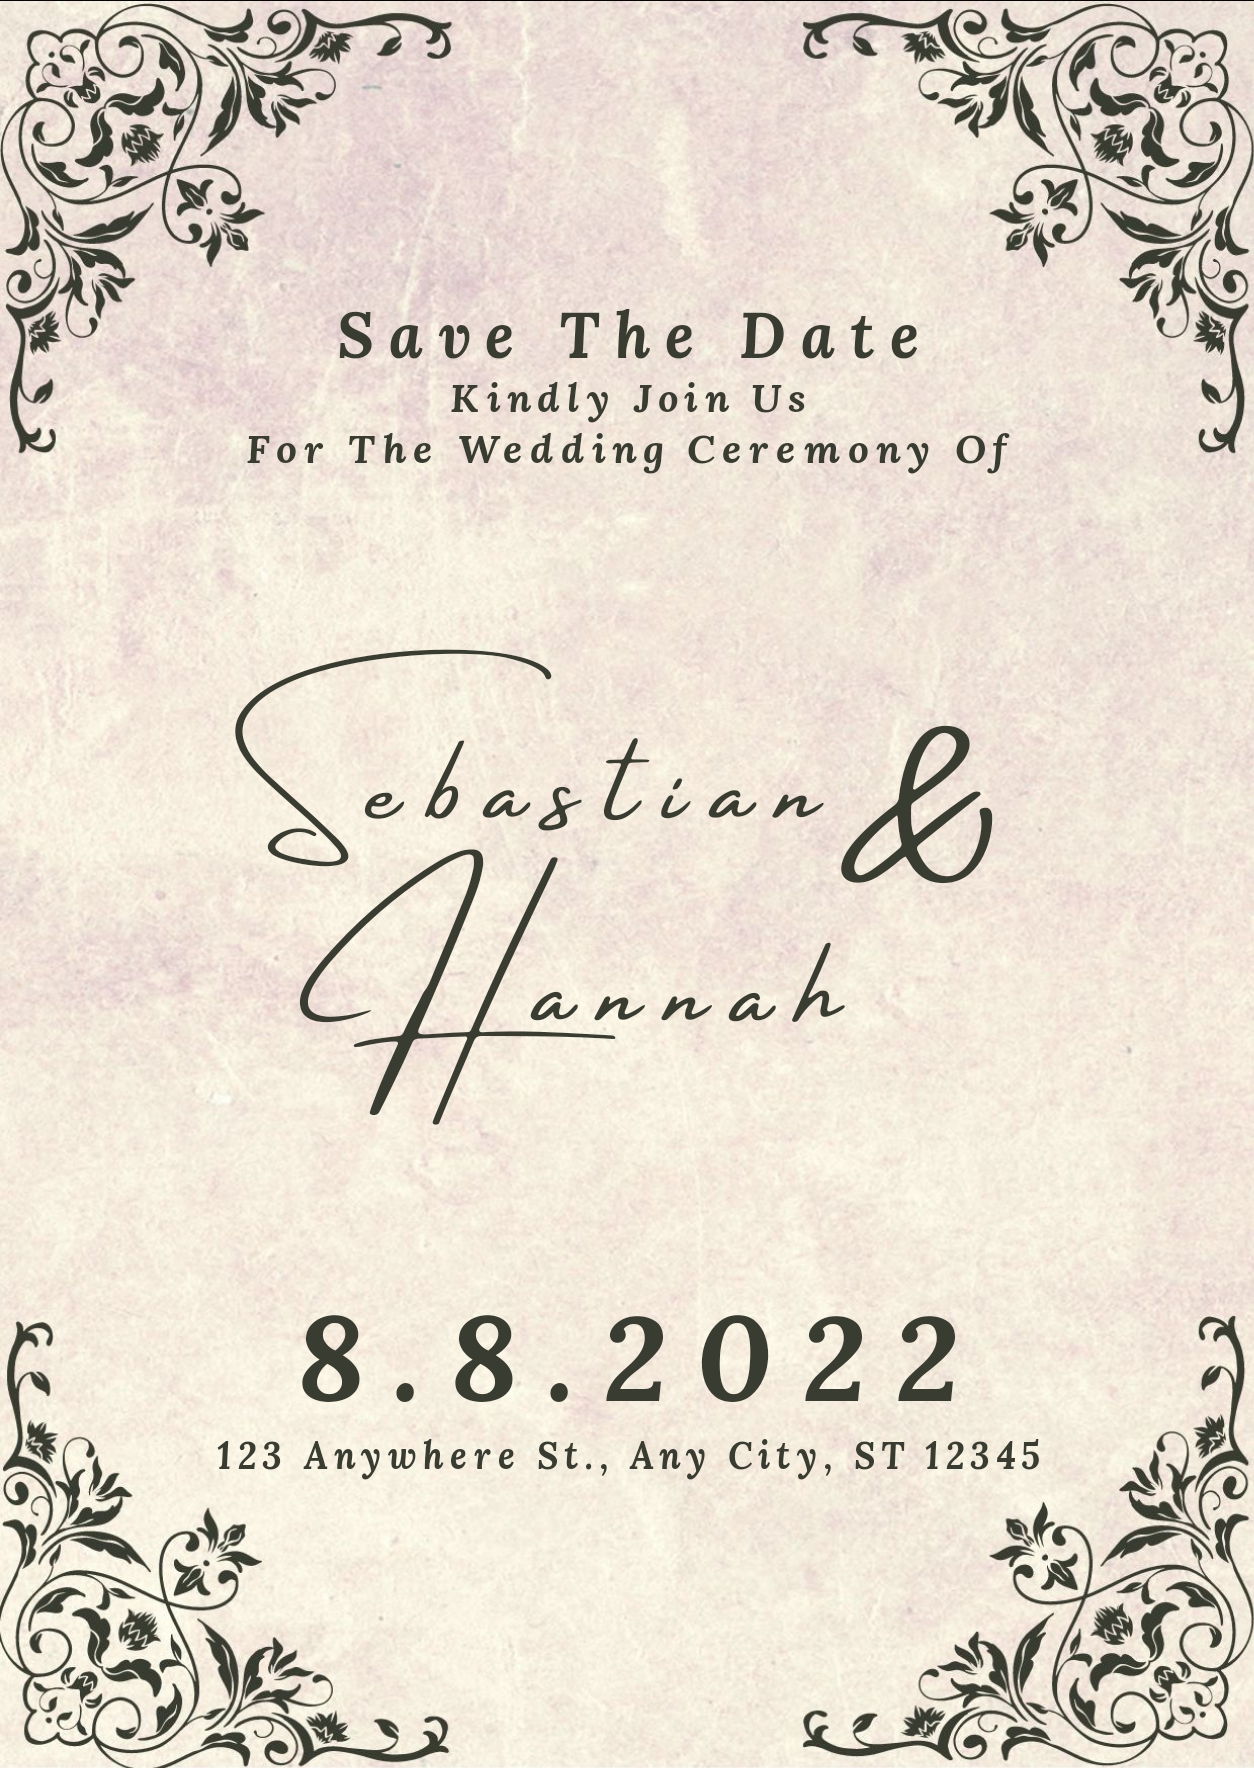 Save The Date
Kindly Join Us
For The Wedding Ceremony Of
Sebastian &
Hannah
8.8.2022
123 Anywhere St., Any City, ST 12345